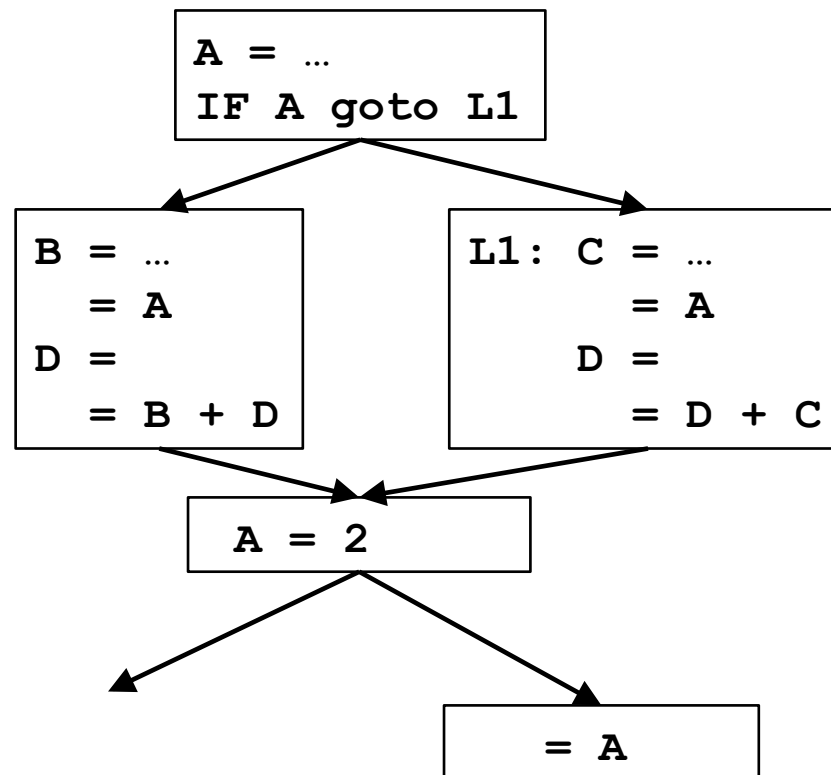 A = …
IF A goto L1
B = …
= A
D =
= B + D
L1: C = …
= A
D =
= D + C
A = 2
= A